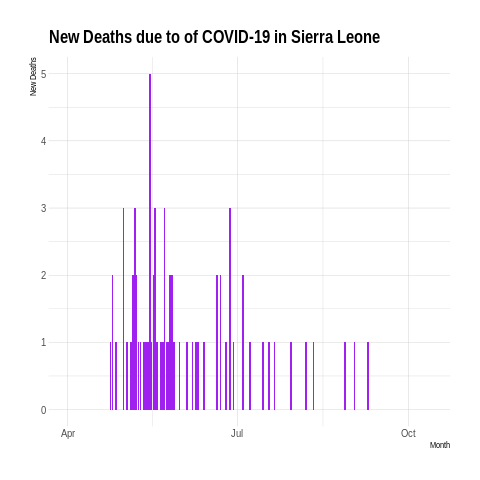 New Deaths due to of COVID-19 in Sierra Leone
New Deaths
5
4
3
2
1
0
Apr
Jul
Oct
Month